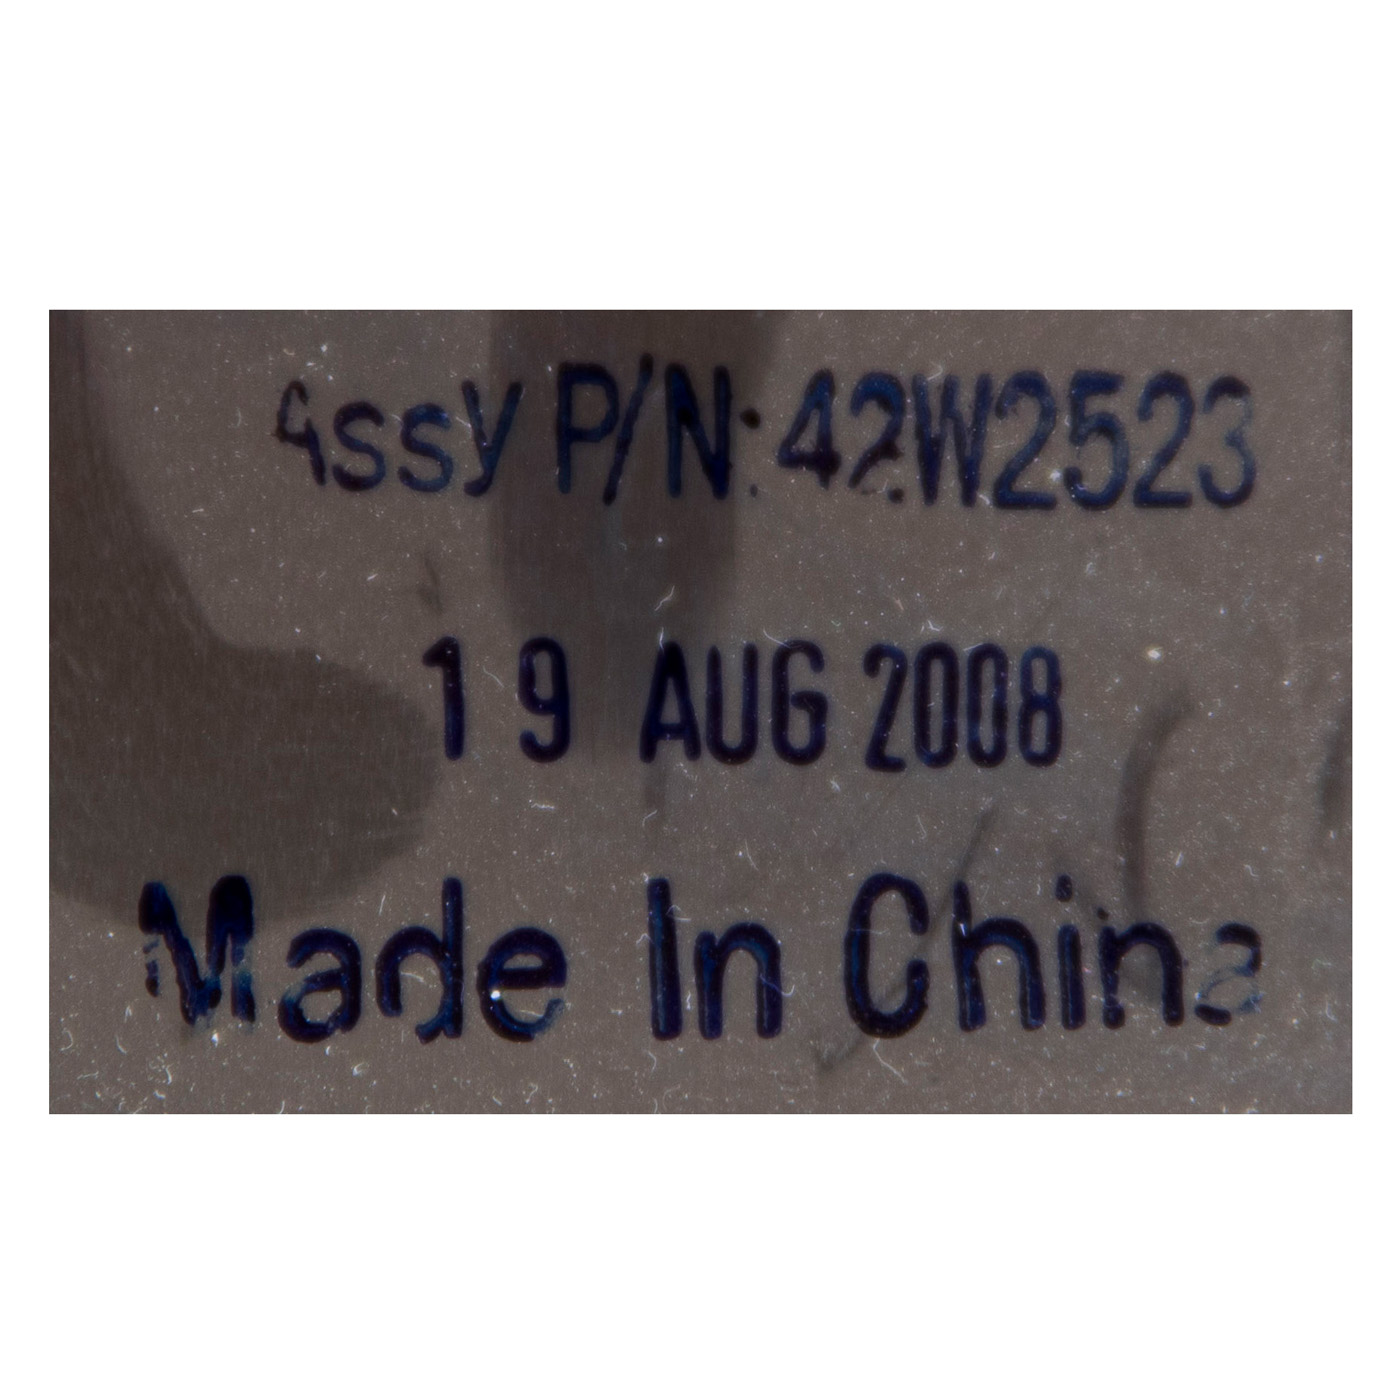 Assy P/N: 42W2523
19 AUG 2008
Made In China